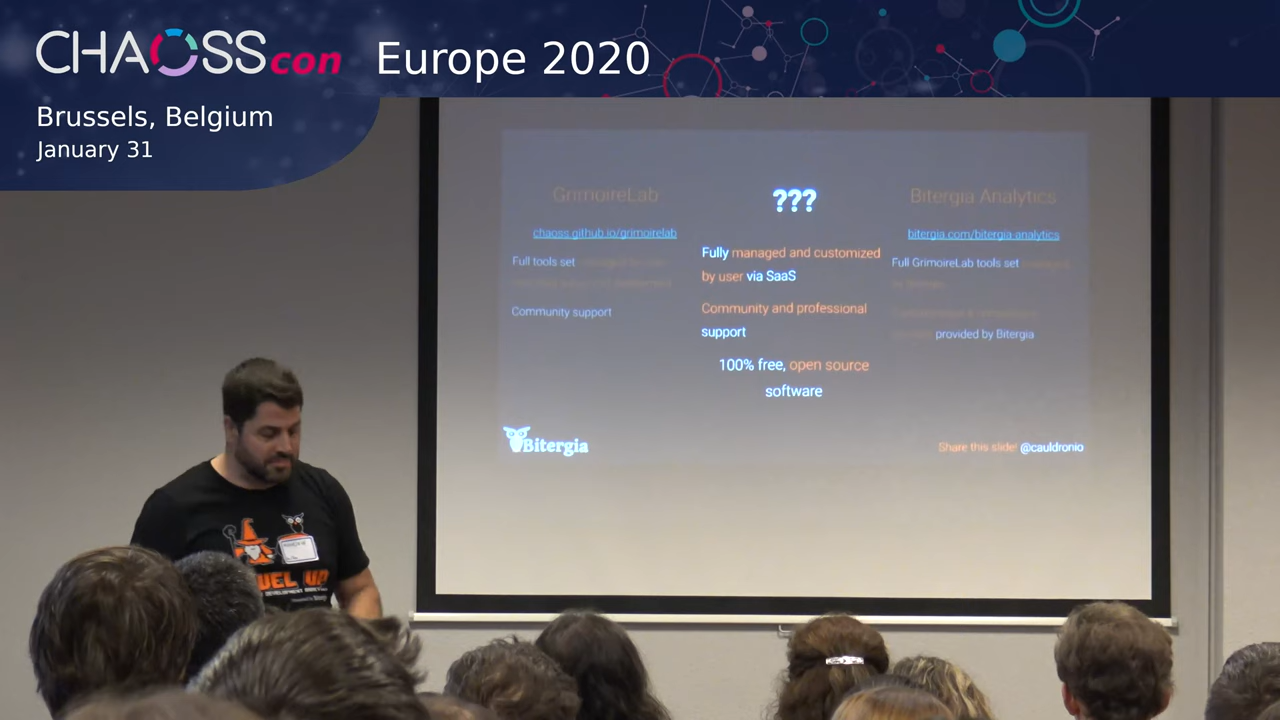 CHAOSScon Europe 2020
Brussels, Belgium
January 31
GrimoireLab
chaoss.github.io/grimoirelab
Full tools set
Community support
???
Fully managed and customized
by user via SaaS
Community and professional
support
100% free, open source
software
Bitergia Analytics
bitergia.com/bitergia-analytics
Full GrimoireLab tools set
provided by Bitergia
Bitergia
Share this slide! @cauldronio